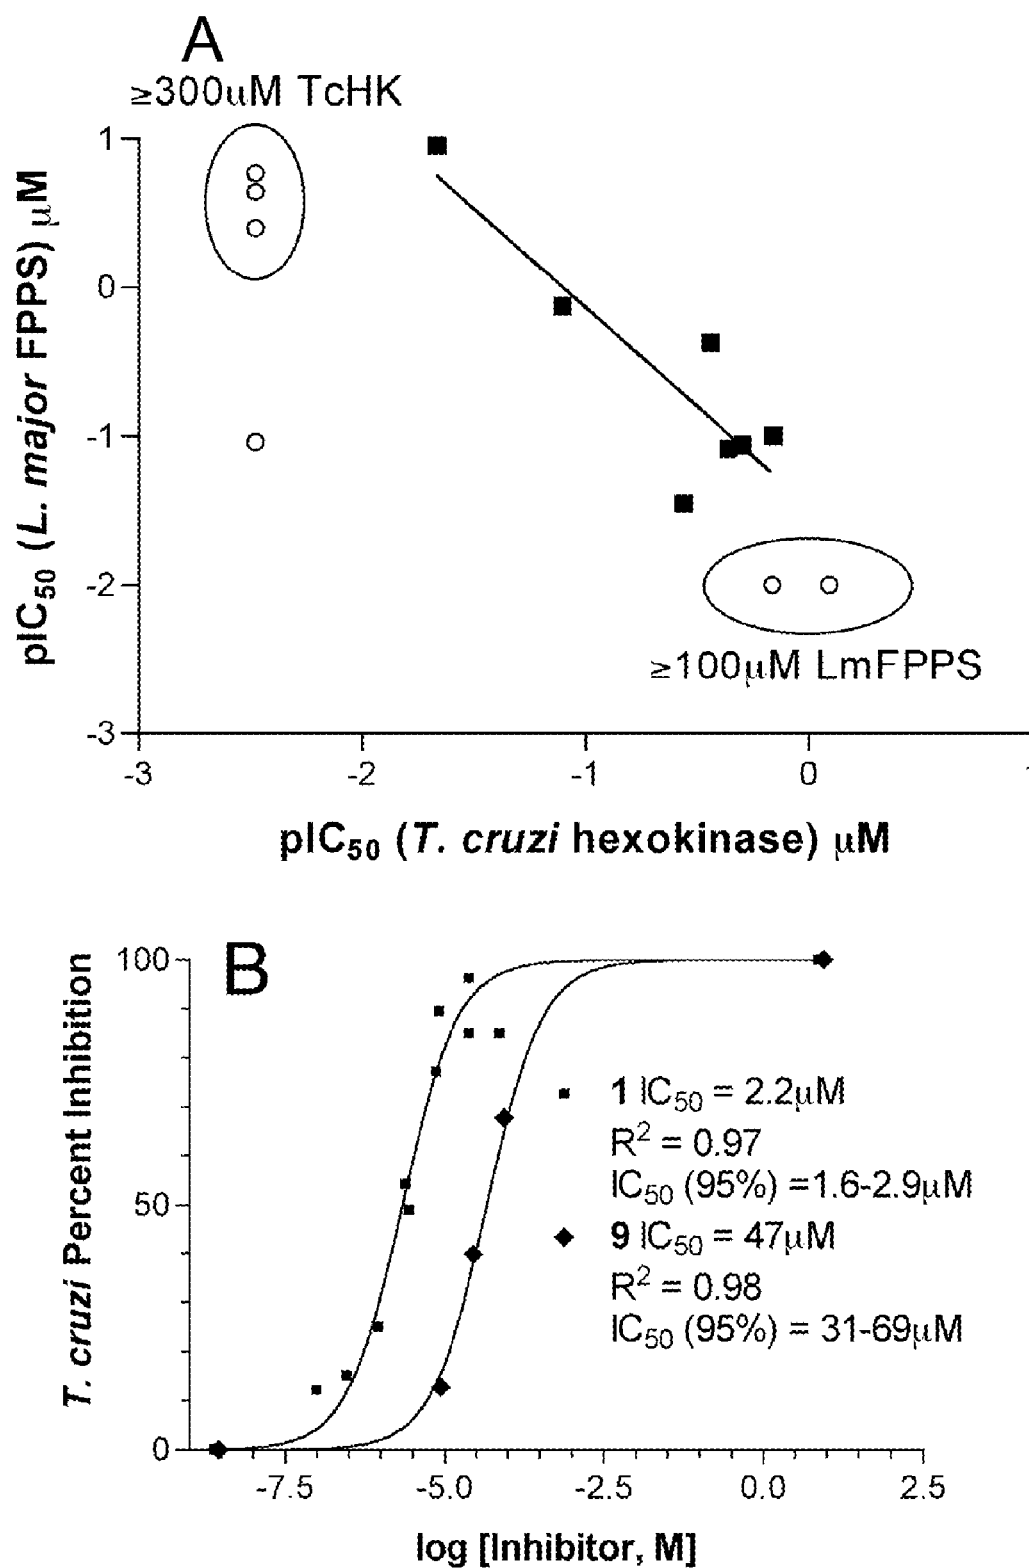 A
≥300μM TcHK
1
0
-1
-2
-3
pIC50 (L. major FPPS) μM
≥100μM LmFPPS
-3 -2 -1 0 1
pIC50 (T. cruzi hexokinase) μM
B
100
50
0
T. cruzi Percent Inhibition
1 IC50 = 2.2μM
R2 = 0.97
IC50 (95%) =1.6-2.9μM
9 IC50 = 47μM
R2 = 0.98
IC50 (95%) = 31-69μM
-7.5 -5.0 -2.5 0.0 2.5
log [Inhibitor, M]